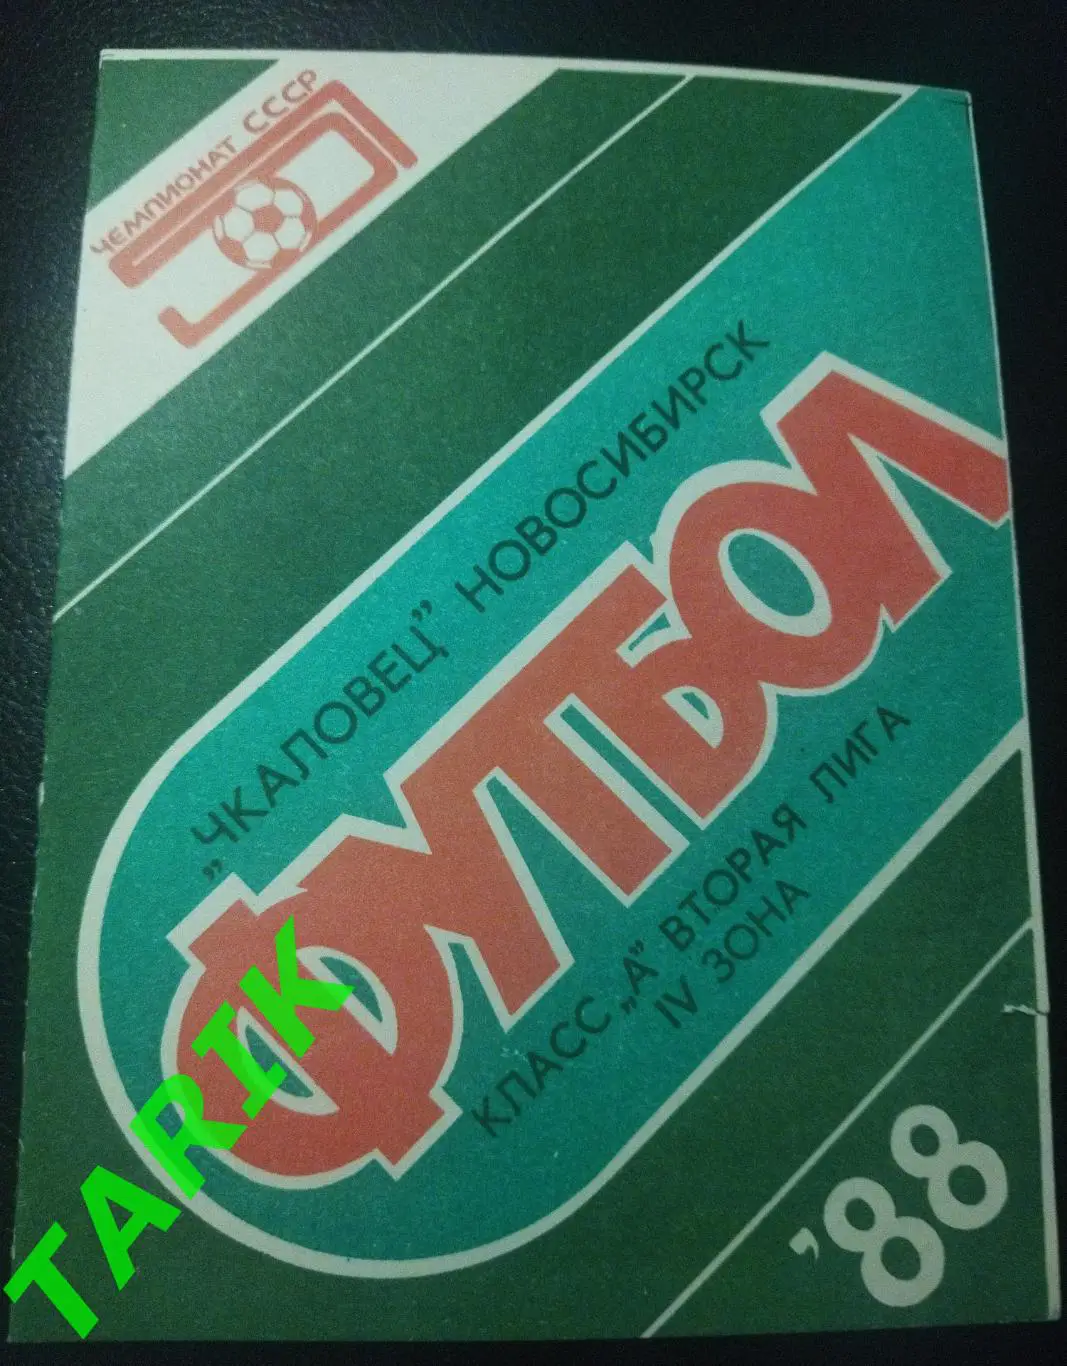 ЧЕМПИОНАТ СССР
„ЧКАЛОВЕЦ” НОВОСИБИРСК
ФУТБОЛ
КЛАСС „А” ВТОРАЯ ЛИГА
IV ЗОНА
'88
TARIK